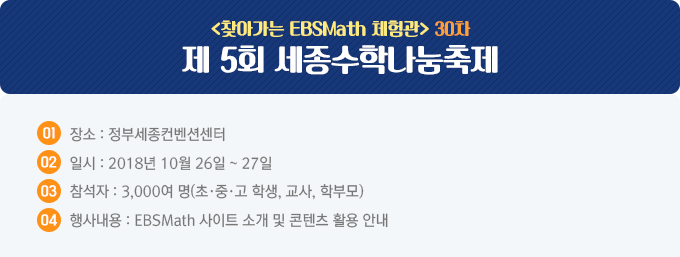 <찾아가는 EBSMath 체험관> 30차
제 5회 세종수학나눔축제
01 장소 : 정부세종컨벤션센터
02 일시 : 2018년 10월 26일 ~ 27일
03 참석자 : 3,000여 명(초·중·고 학생, 교사, 학부모)
04 행사내용 : EBSMath 사이트 소개 및 콘텐츠 활용 안내